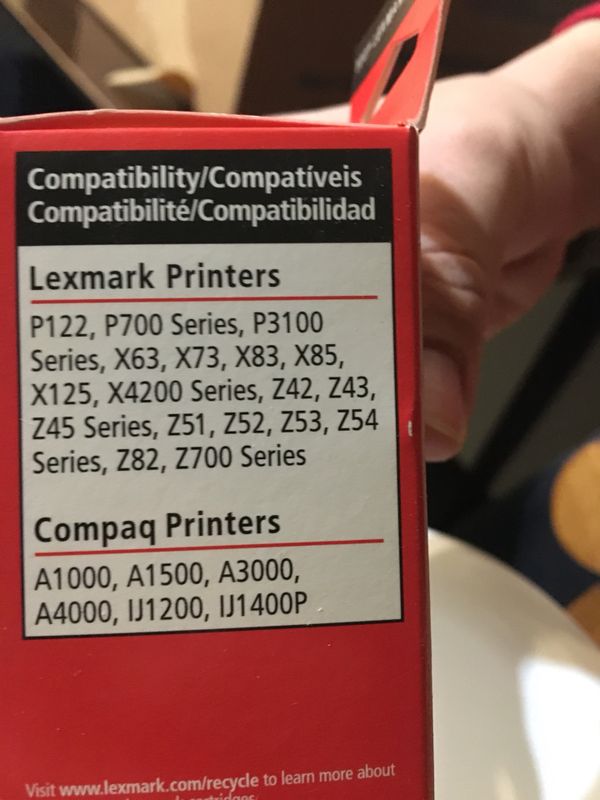 Compatibility/Compatíveis
Compatibilité/Compatibilidad
Lexmark Printers
P122, P700 Series, P3100
Series, X63, X73, X83, X85,
X125, X4200 Series, Z42, Z43,
Z45 Series, Z51, Z52, Z53, Z54
Series, Z82, Z700 Series
Compaq Printers
A1000, A1500, A3000,
A4000, IJ1200, IJ1400P
Visit www.lexmark.com/recycle to learn more about